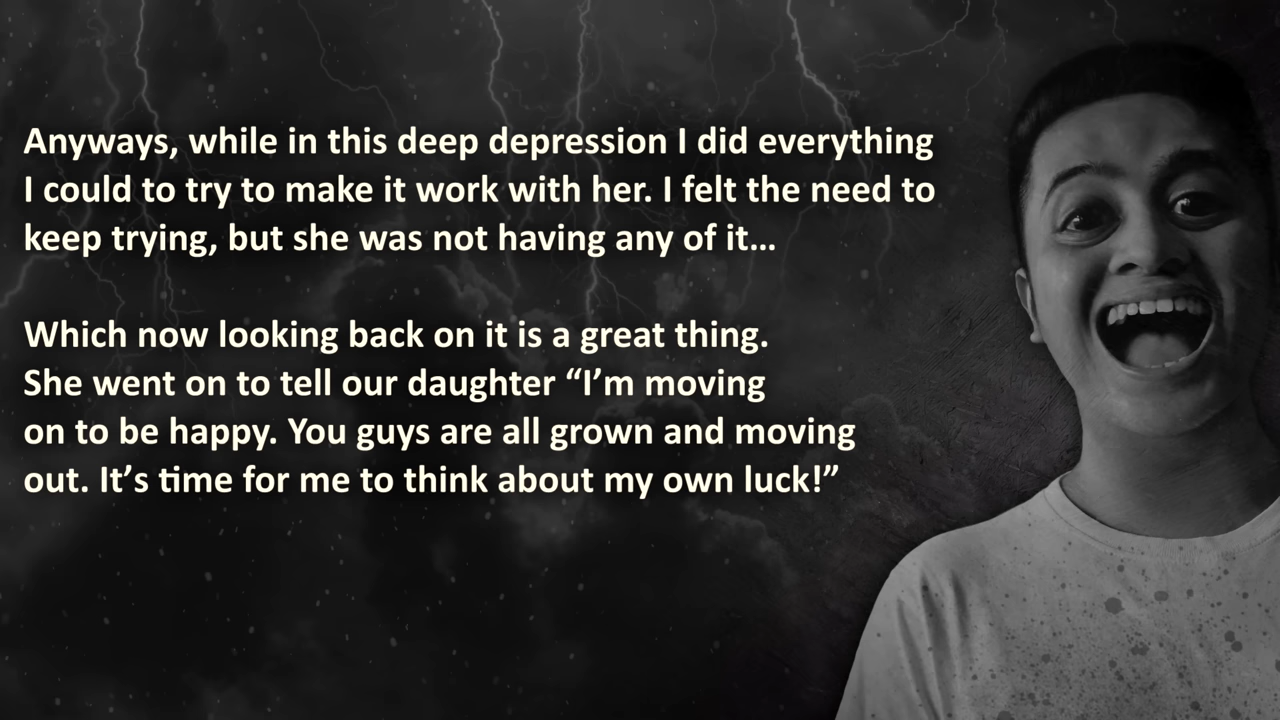 Anyways, while in this deep depression I did everything
I could to try to make it work with her. I felt the need to
keep trying, but she was not having any of it...
Which now looking back on it is a great thing.
She went on to tell our daughter “I’m moving
on to be happy. You guys are all grown and moving
out. It’s time for me to think about my own luck!”